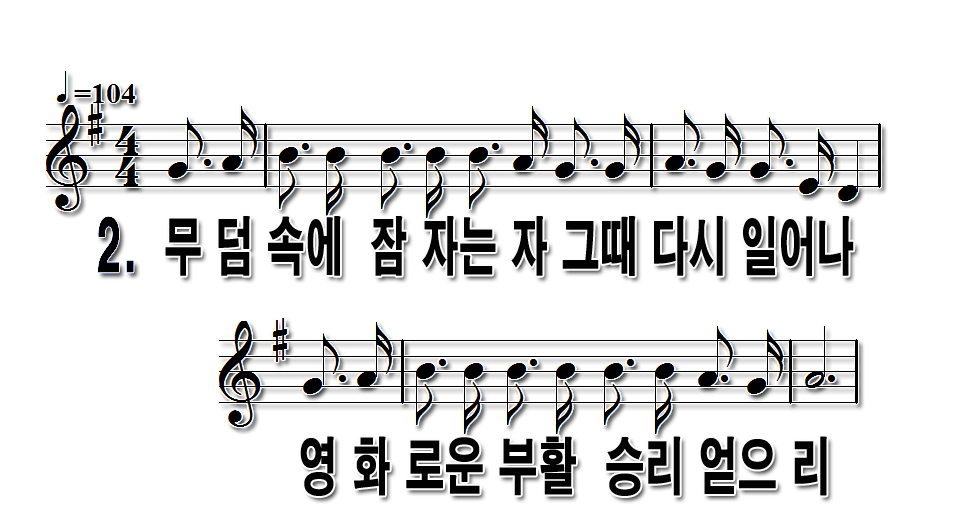 ♩=104
2. 무 덤 속에 잠 자는 자 그때 다시 일어나
영 화 로운 부활 승리 얻으 리